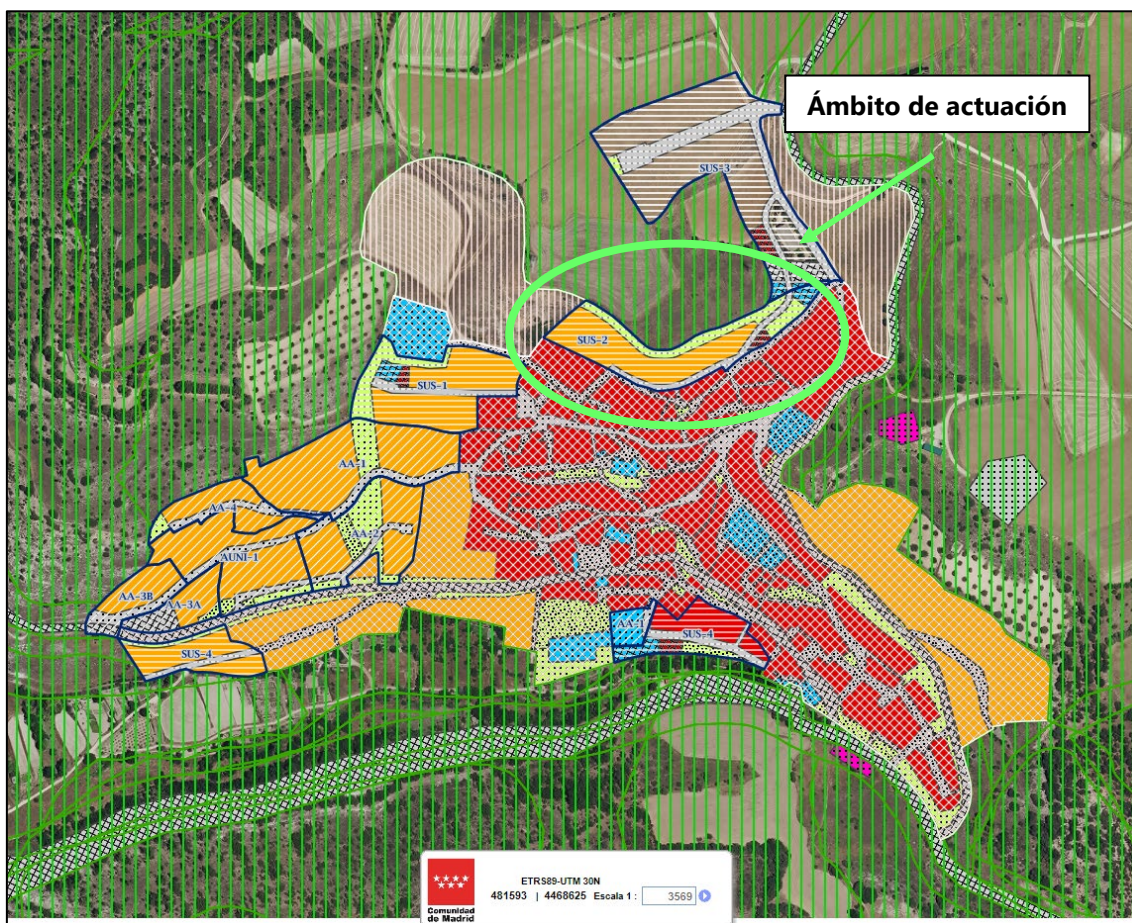 Ámbito de actuación
SUS-3
SUS-2
SUS-1
AA-1
AA-4
AA-2
AUNI-1
AA-3B
AA-3A
AA-1
SUS-4
SUS-4
Comunidad
de Madrid
ETRS89-UTM 30N
481593 | 4468625 Escala 1 : 3569